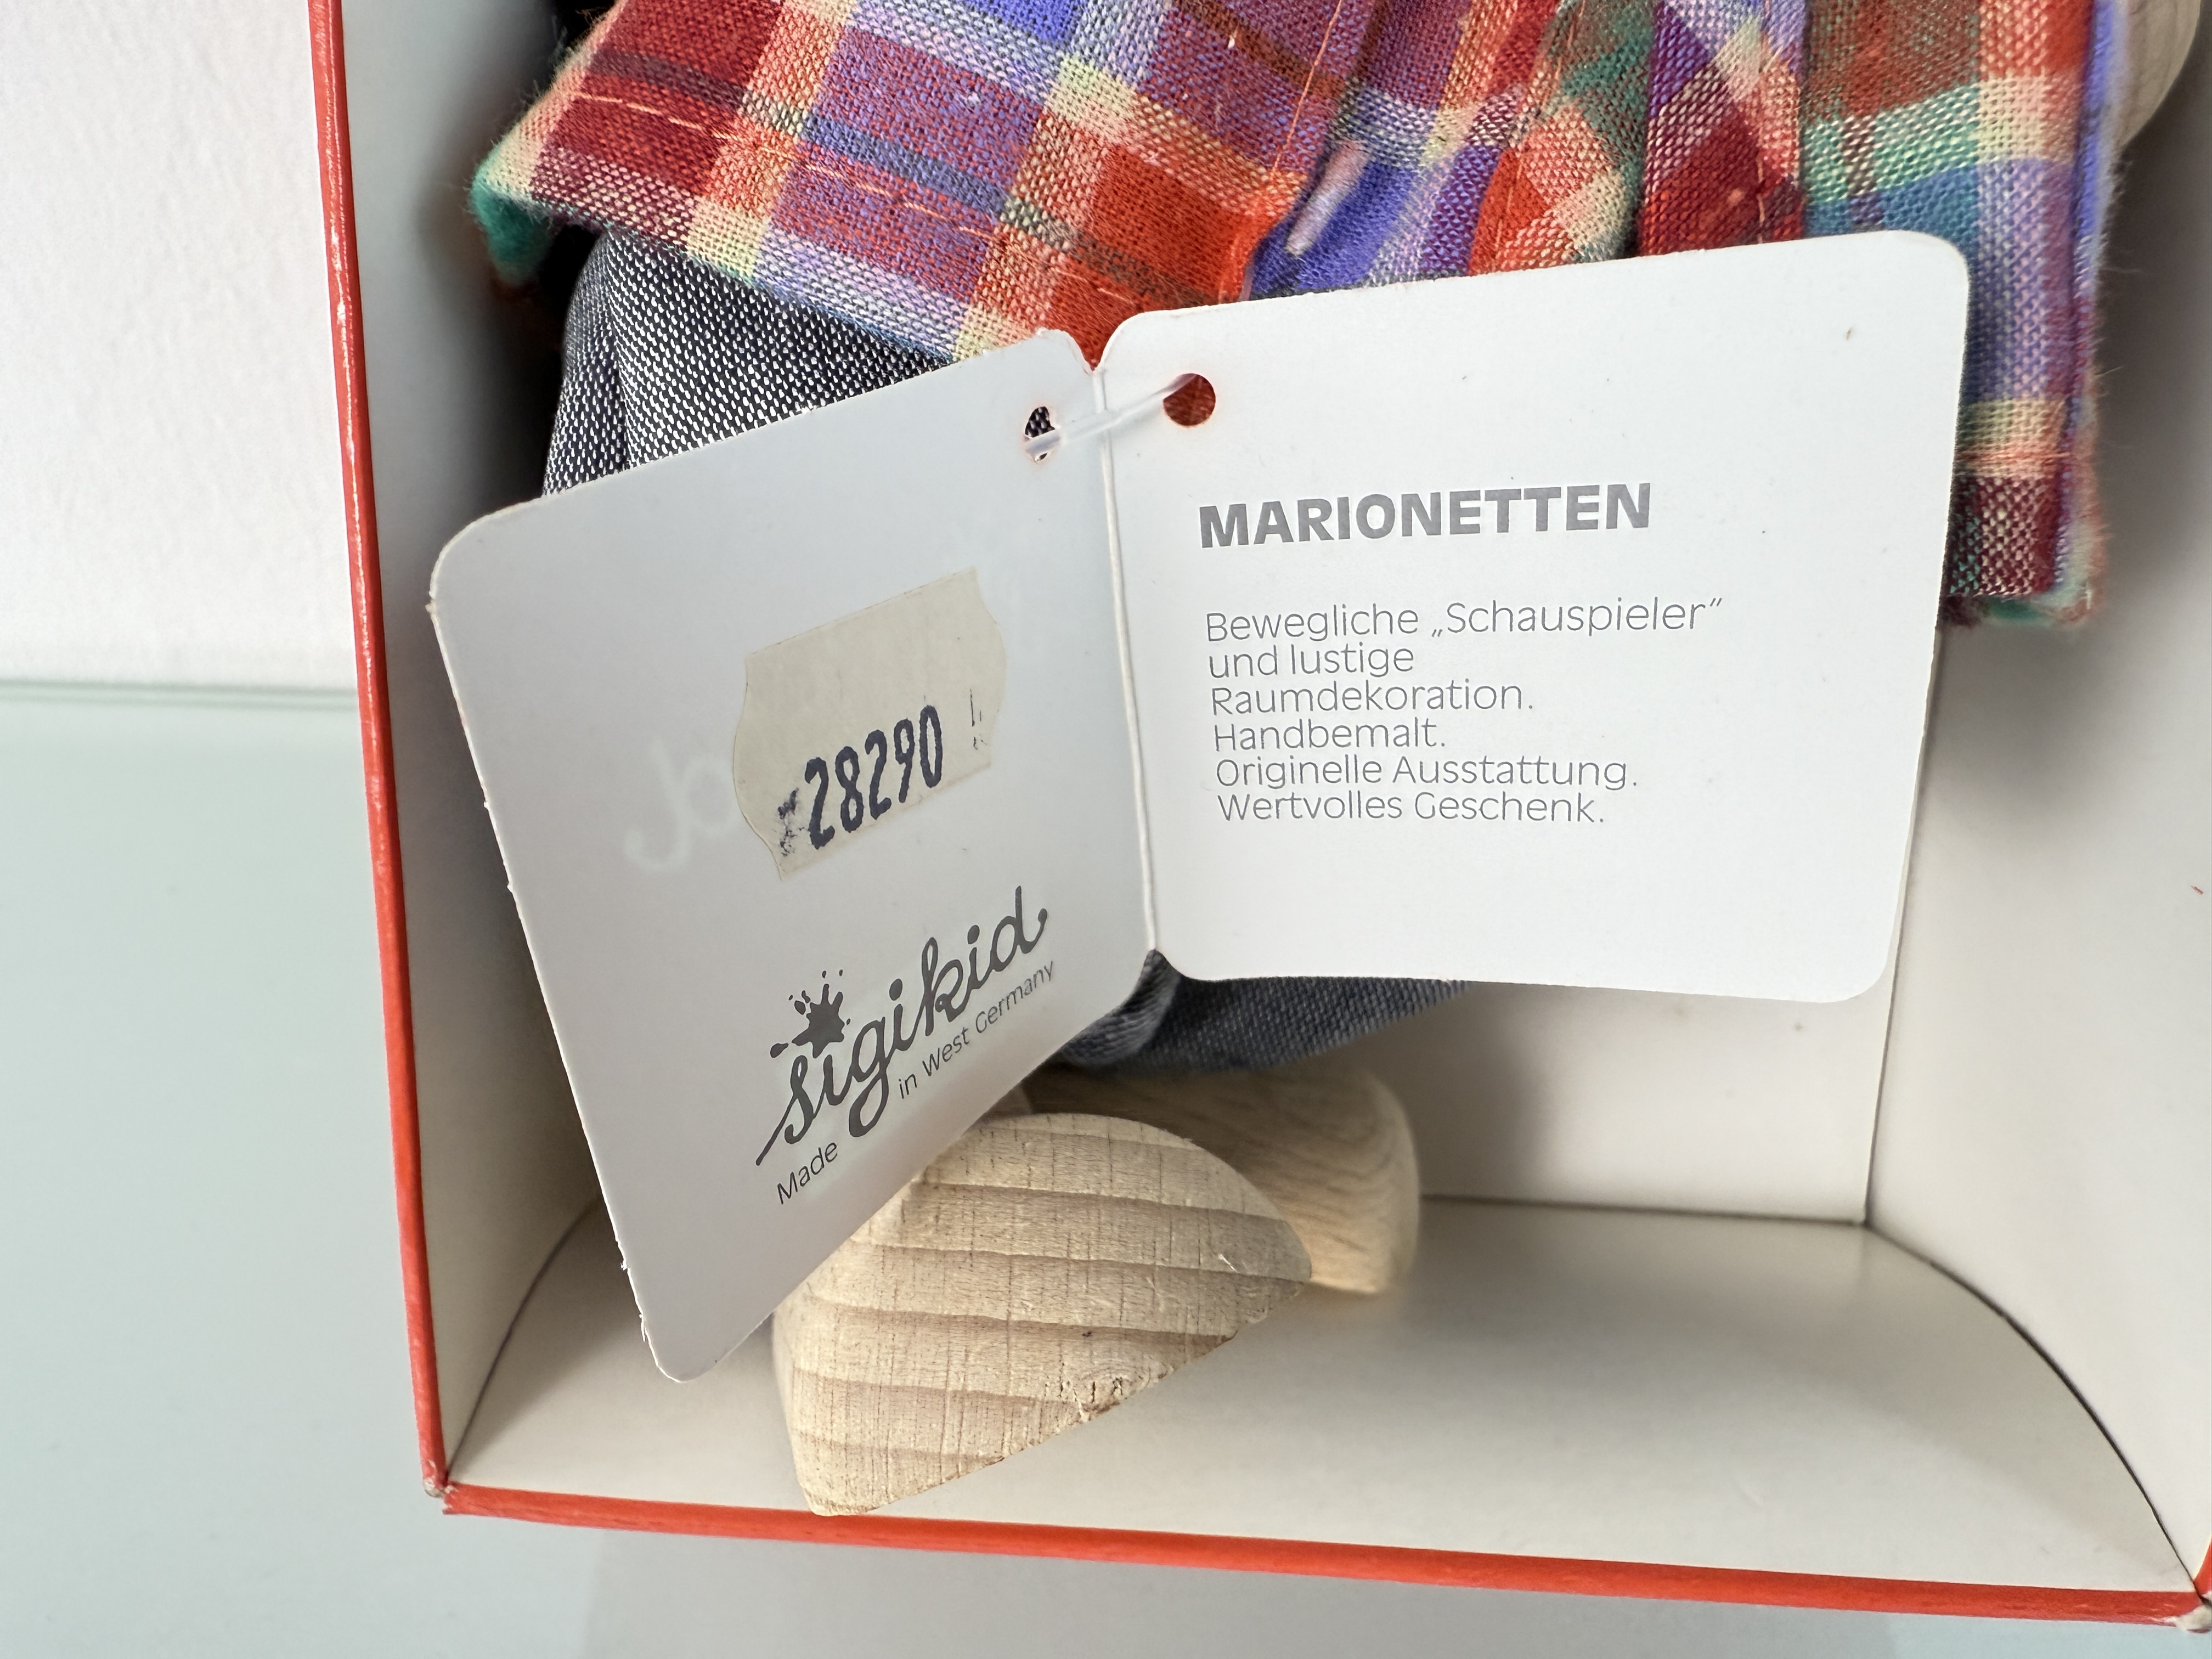 28290
sigikid
Made in West Germany
MARIONETTEN
Bewegliche „Schauspieler“
und lustige
Raumdekoration.
Handbemalt.
Originelle Ausstattung.
Wertvolles Geschenk.